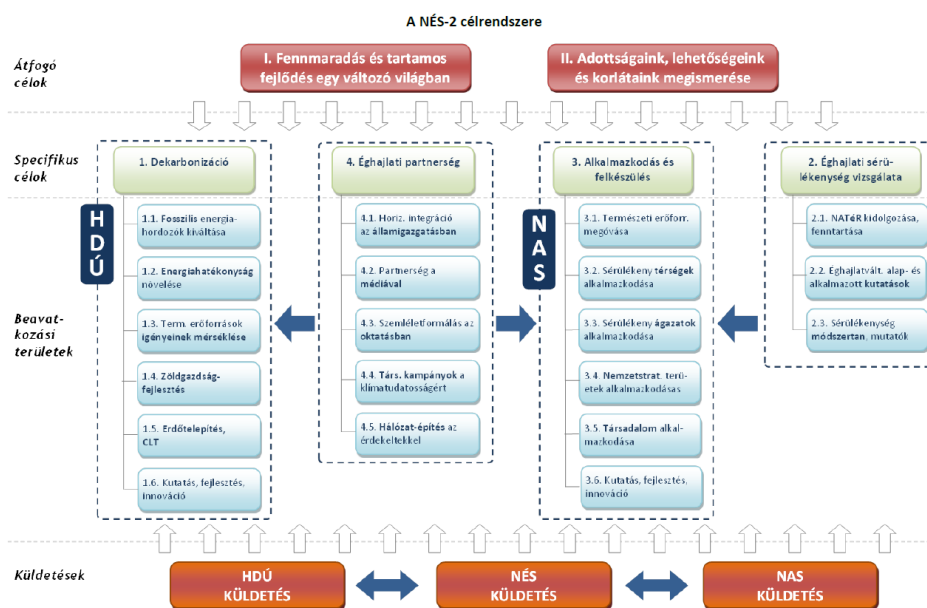 A NÉS-2 célrendszere
Átfogó
célok
I. Fennmaradás és tartamos
fejlődés egy változó világban
II. Adottságaink, lehetőségeink
és korlátaink megismerése
Specifikus
célok
1. Dekarbonizáció
4. Éghajlati partnerség
3. Alkalmazkodás és
felkészülés
2. Éghajlati sérü-
lékenység vizsgálata
Beavat-
kozási
területek
HDÚ
1.1. Fosszilis energia-
hordozók kiváltása
1.2. Energiahatékonyság
növelése
1.3. Term. erőforrások
igényeinek mérséklése
1.4. Zöldgazdság-
fejlesztés
1.5. Erdőtelepítés,
CLT
1.6. Kutatás, fejlesztés,
innováció
4.1. Horiz. integráció
az államigazgatásban
4.2. Partnerség a
médiával
4.3. Szemléletformálás az
oktatásban
4.4. Társ. kampányok a
klímatudatosságért
4.5. Hálózat-építés az
érdekeltekkel
NAS
3.1. Természeti erőforr.
megóvása
3.2. Sérülékeny térségek
alkalmazkodása
3.3. Sérülékeny ágazatok
alkalmazkodása
3.4. Nemzetstrat. terü-
etek alkalmazkodásas
3.5. Társadalom alkal-
mazkodása
3.6. Kutatás, fejlesztés,
innováció
2.1. NATéR kidolgozása,
fenntartása
2.2. Éghajlatvált. alap- és
alkalmazott kutatások
2.3. Sérülékenység
módszertan, mutatók
Küldetések
HDÚ
KÜLDETÉS
NÉS
KÜLDETÉS
NAS
KÜLDETÉS